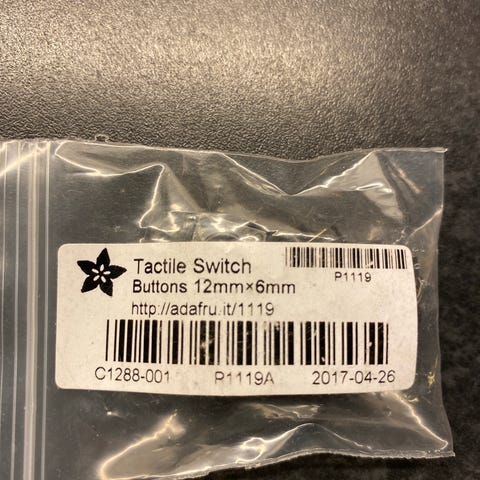 Tactile Switch
P1119
Buttons 12mm×6mm
http://adafru.it/1119
C1288-001 P1119A 2017-04-26